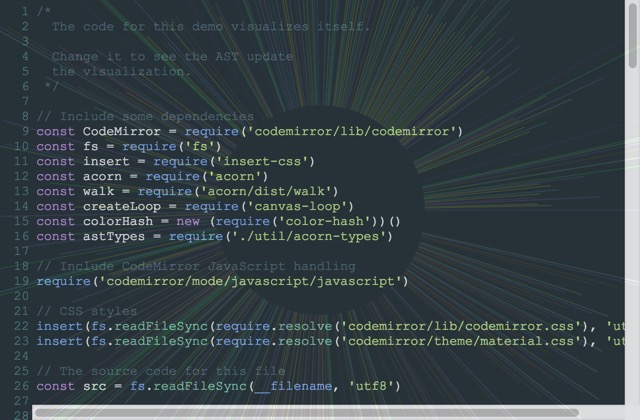 1 /*
2 The code for this demo visualizes itself.
3
4 Change it to see the AST update
5 the visualization.
6 */
7
8 // Include some dependencies
9 const CodeMirror = require('codemirror/lib/codemirror')
10 const fs = require('fs')
11 const insert = require('insert-css')
12 const acorn = require('acorn')
13 const walk = require('acorn/dist/walk')
14 const createLoop = require('canvas-loop')
15 const colorHash = new (require('color-hash'))()
16 const astTypes = require('./util/acorn-types')
17
18 // Include CodeMirror JavaScript handling
19 require('codemirror/mode/javascript/javascript')
20
21 // CSS styles
22 insert(fs.readFileSync(require.resolve('codemirror/lib/codemirror.css'), 'ut
23 insert(fs.readFileSync(require.resolve('codemirror/theme/material.css'), 'ut
24
25 // The source code for this file
26 const src = fs.readFileSync(__filename, 'utf8')
27
28